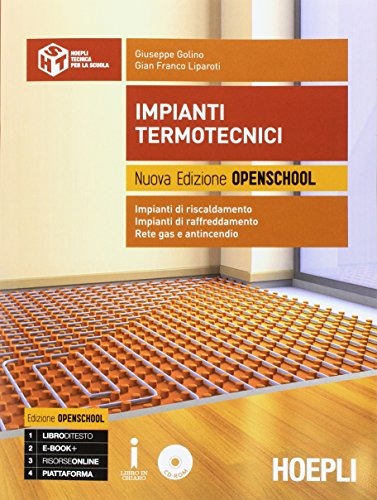 HOEPLI
TECNICA
PER LA SCUOLA
HST
Giuseppe Golino
Gian Franco Liparoti
IMPIANTI
TERMOTECNICI
Nuova Edizione OPENSCHOOL
Impianti di riscaldamento
Impianti di raffreddamento
Rete gas e antincendio
Edizione OPENSCHOOL
1 LIBRODITESTO
2 E-BOOK+
3 RISORSEONLINE
4 PIATTAFORMA
i
LIBRO IN
CHIARO
CD-ROM
HOEPLI